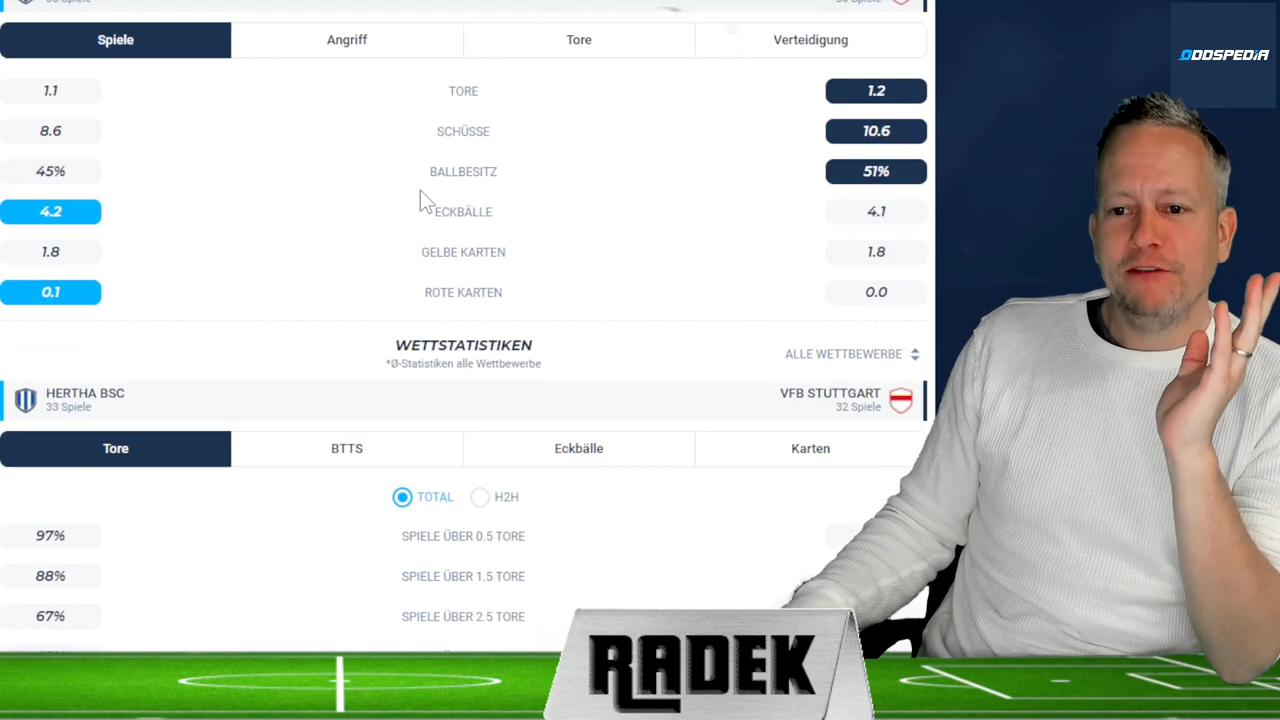 Spiele Angriff Tore Verteidigung
ODDSPEDIA
1.1 TORE 1.2
8.6 SCHÜSSE 10.6
45% BALLBESITZ 51%
4.2 ECKBÄLLE 4.1
1.8 GELBE KARTEN 1.8
0.1 ROTE KARTEN 0.0
WETTSTATISTIKEN
*Ø-Statistiken alle Wettbewerbe
ALLE WETTBEWERBE
HERTHA BSC VFB STUTTGART
33 Spiele 32 Spiele
Tore BTTS Eckbälle Karten
TOTAL H2H
97% SPIELE ÜBER 0.5 TORE
88% SPIELE ÜBER 1.5 TORE
67% SPIELE ÜBER 2.5 TORE
RADEK